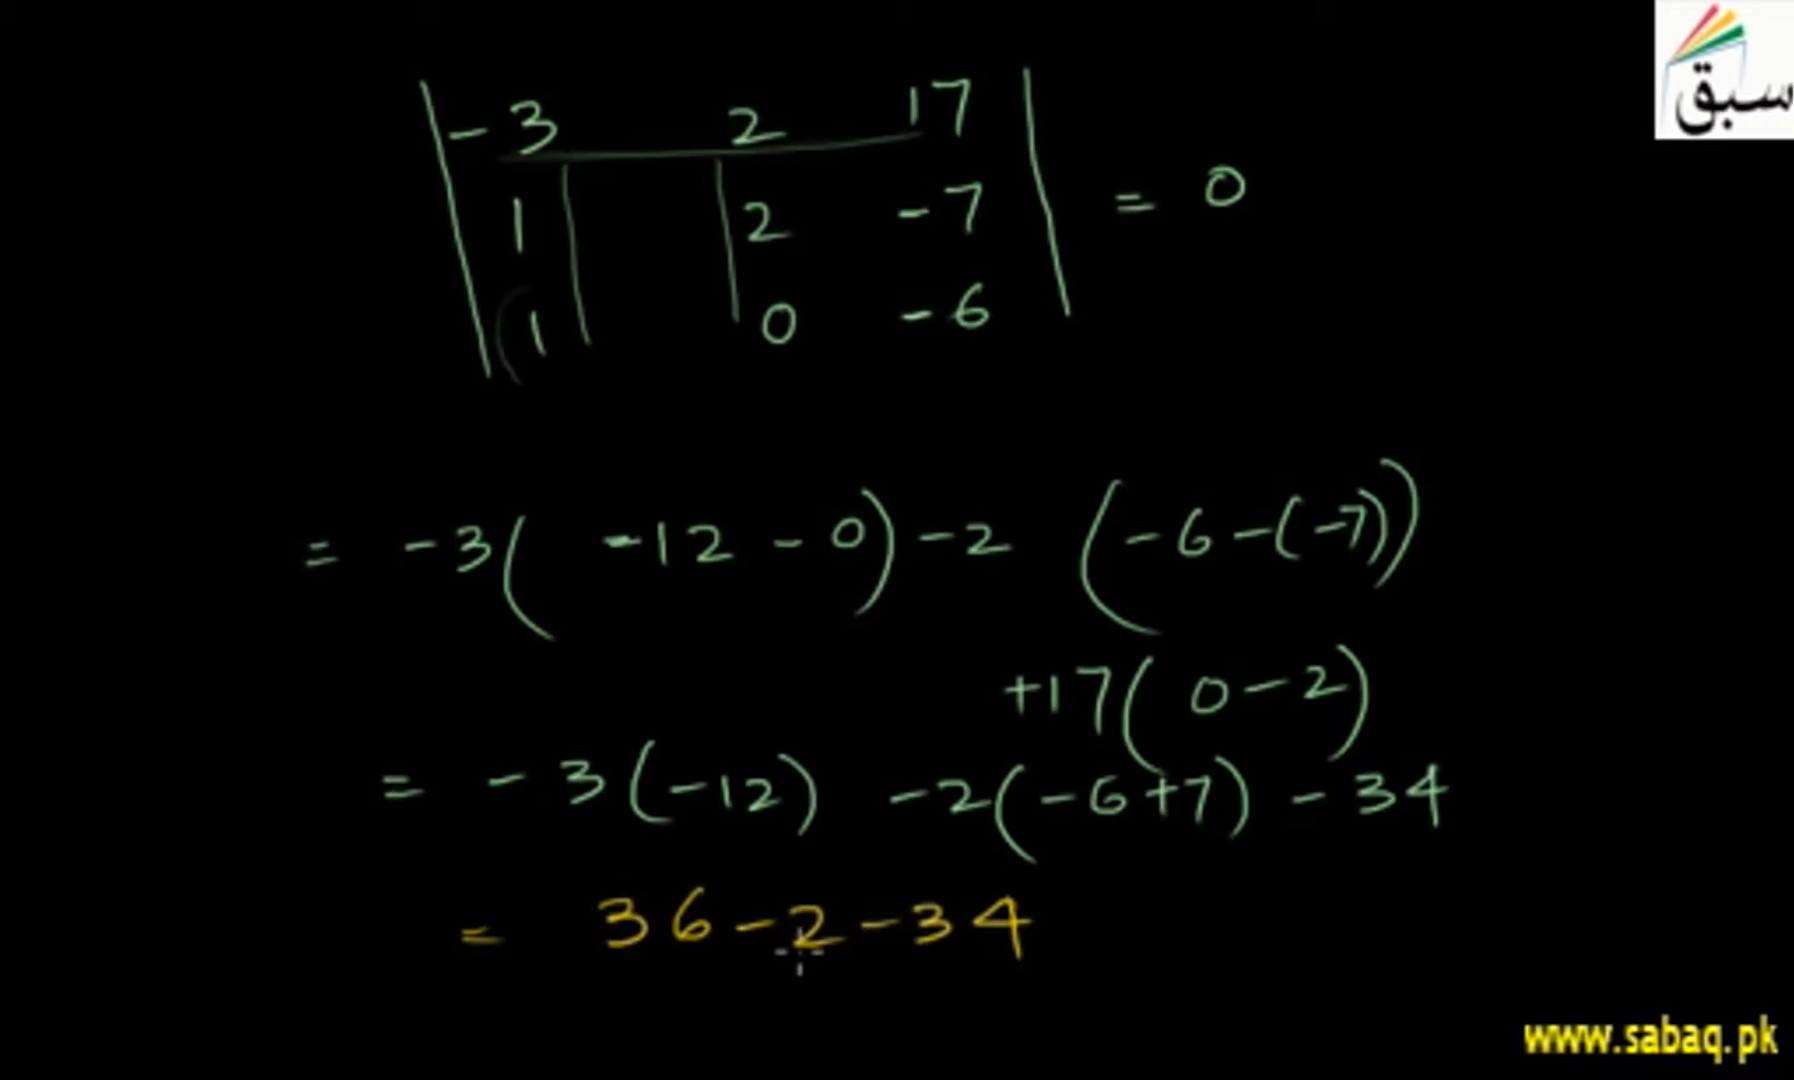 سبق
-3 2 17
1 2 -7 = 0
1 0 -6
= -3( -12 - 0) -2 (-6-(-7))
+17( 0-2)
= -3(-12) -2(-6+7) -34
= 36-2-34
www.sabaq.pk